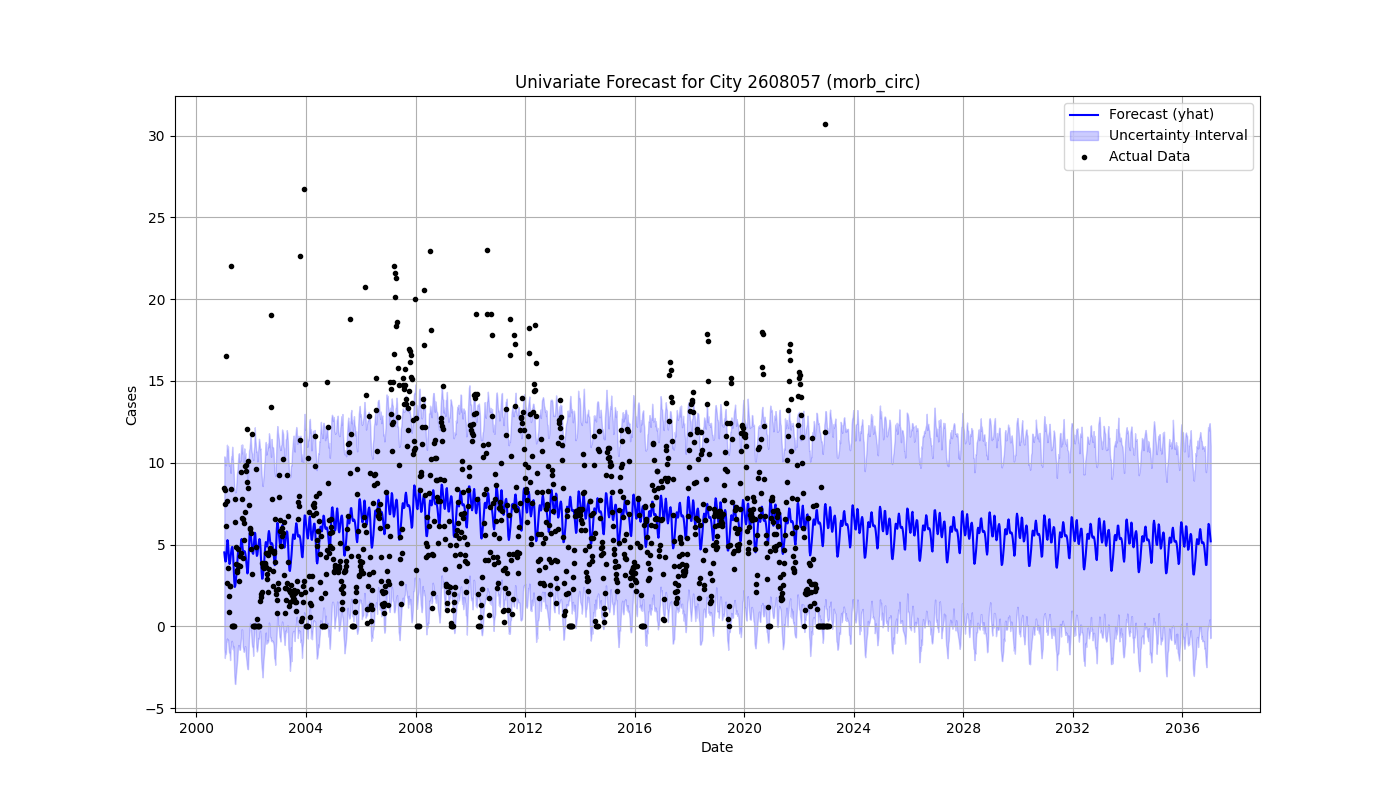 Univariate Forecast for City 2608057 (morb_circ)
Forecast (yhat)
Uncertainty Interval
Actual Data
Cases
30
25
20
15
10
5
0
−5
2000 2004 2008 2012 2016 2020 2024 2028 2032 2036
Date